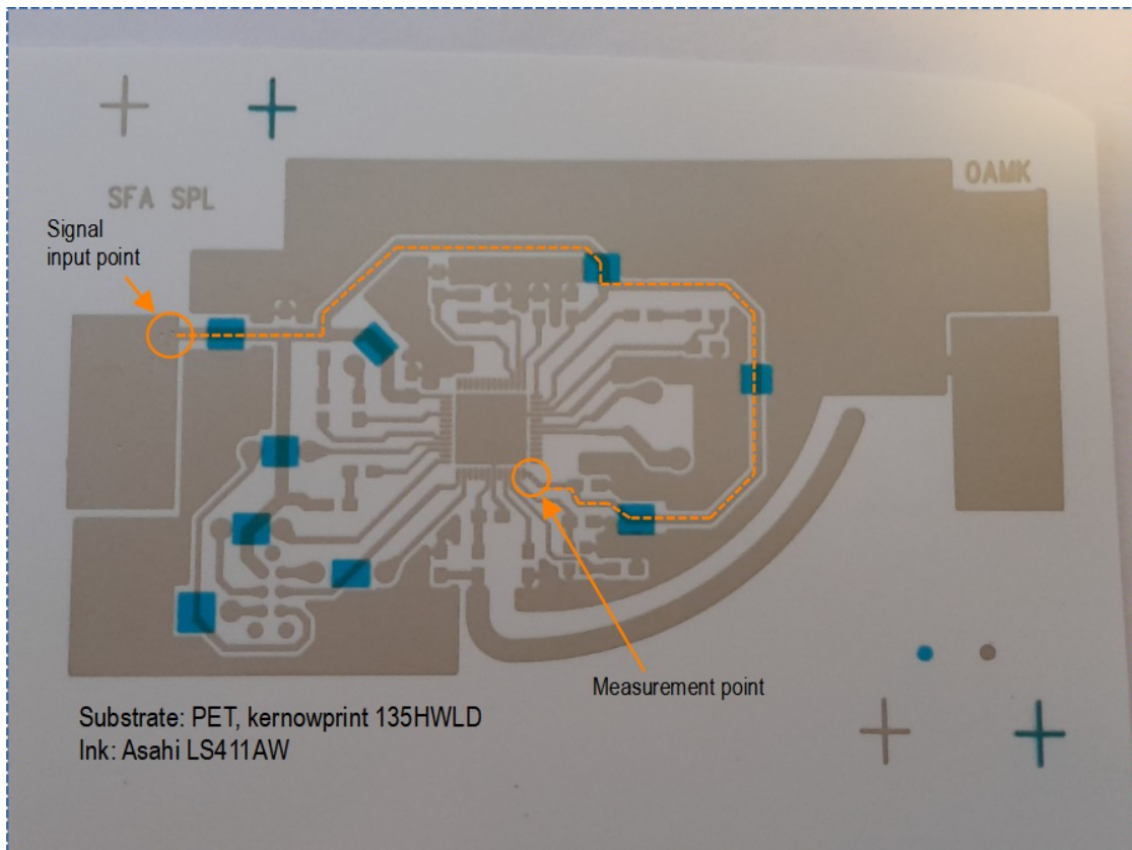 OAMK
SFA SPL
Signal
input point
Measurement point
Substrate: PET, kernowprint 135HWLD
Ink: Asahi LS411AW